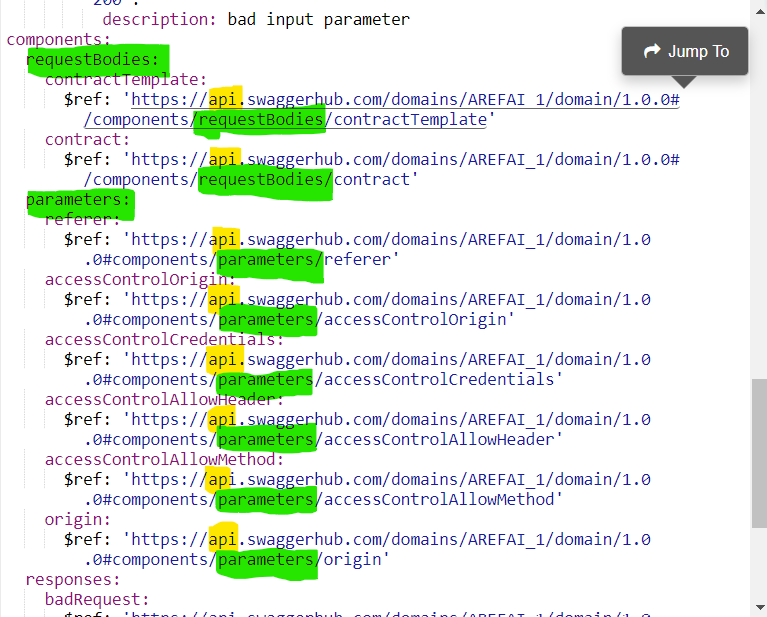 200 :
description: bad input parameter
components:
requestBodies:
Jump To
contractTemplate:
$ref: 'https://api.swaggerhub.com/domains/AREFAI_1/domain/1.0.0#
/components/requestBodies/contractTemplate'
contract:
$ref: 'https://api.swaggerhub.com/domains/AREFAI_1/domain/1.0.0#
/components/requestBodies/contract'
parameters:
referer:
$ref: 'https://api.swaggerhub.com/domains/AREFAI_1/domain/1.0
.0#components/parameters/referer'
accessControlOrigin:
$ref: 'https://api.swaggerhub.com/domains/AREFAI_1/domain/1.0
.0#components/parameters/accessControlOrigin'
accessControlCredentials:
$ref: 'https://api.swaggerhub.com/domains/AREFAI_1/domain/1.0
.0#components/parameters/accessControlCredentials'
accessControlAllowHeader:
$ref: 'https://api.swaggerhub.com/domains/AREFAI_1/domain/1.0
.0#components/parameters/accessControlAllowHeader'
accessControlAllowMethod:
$ref: 'https://api.swaggerhub.com/domains/AREFAI_1/domain/1.0
.0#components/parameters/accessControlAllowMethod'
origin:
$ref: 'https://api.swaggerhub.com/domains/AREFAI_1/domain/1.0
.0#components/parameters/origin'
responses:
badRequest:
$ref: 'https://api.swaggerhub.com/domains/AREFAI_1/domain/1.0